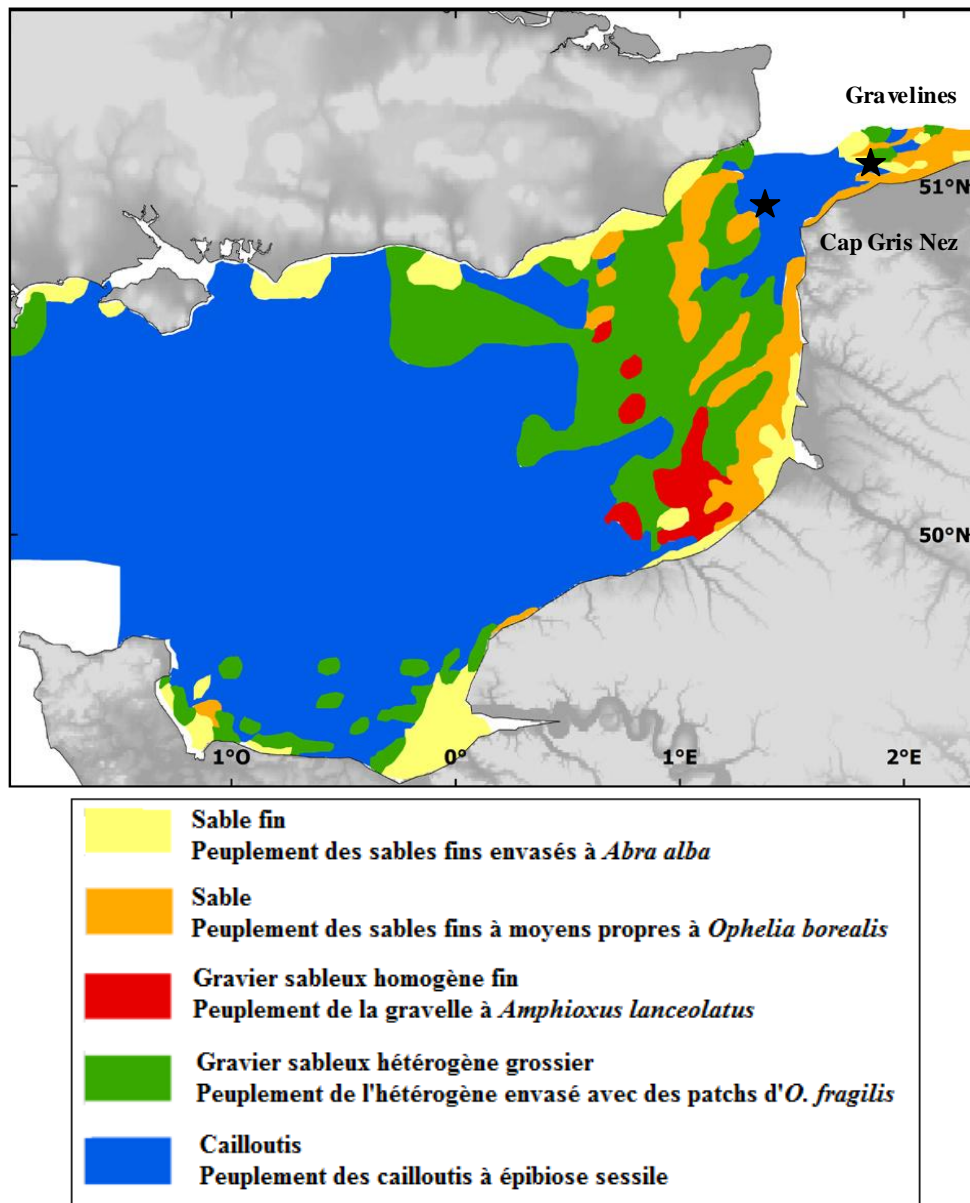 Gravelines
51°N
Cap Gris Nez
50°N
1°O
0°
1°E
2°E
Sable fin
Peuplement des sables fins envasés à Abra alba
Sable
Peuplement des sables fins à moyens propres à Ophelia borealis
Gravier sableux homogène fin
Peuplement de la gravelle à Amphioxus lanceolatus
Gravier sableux hétérogène grossier
Peuplement de l'hétérogène envasé avec des patchs d'O. fragilis
Cailloutis
Peuplement des cailloutis à épibiose sessile